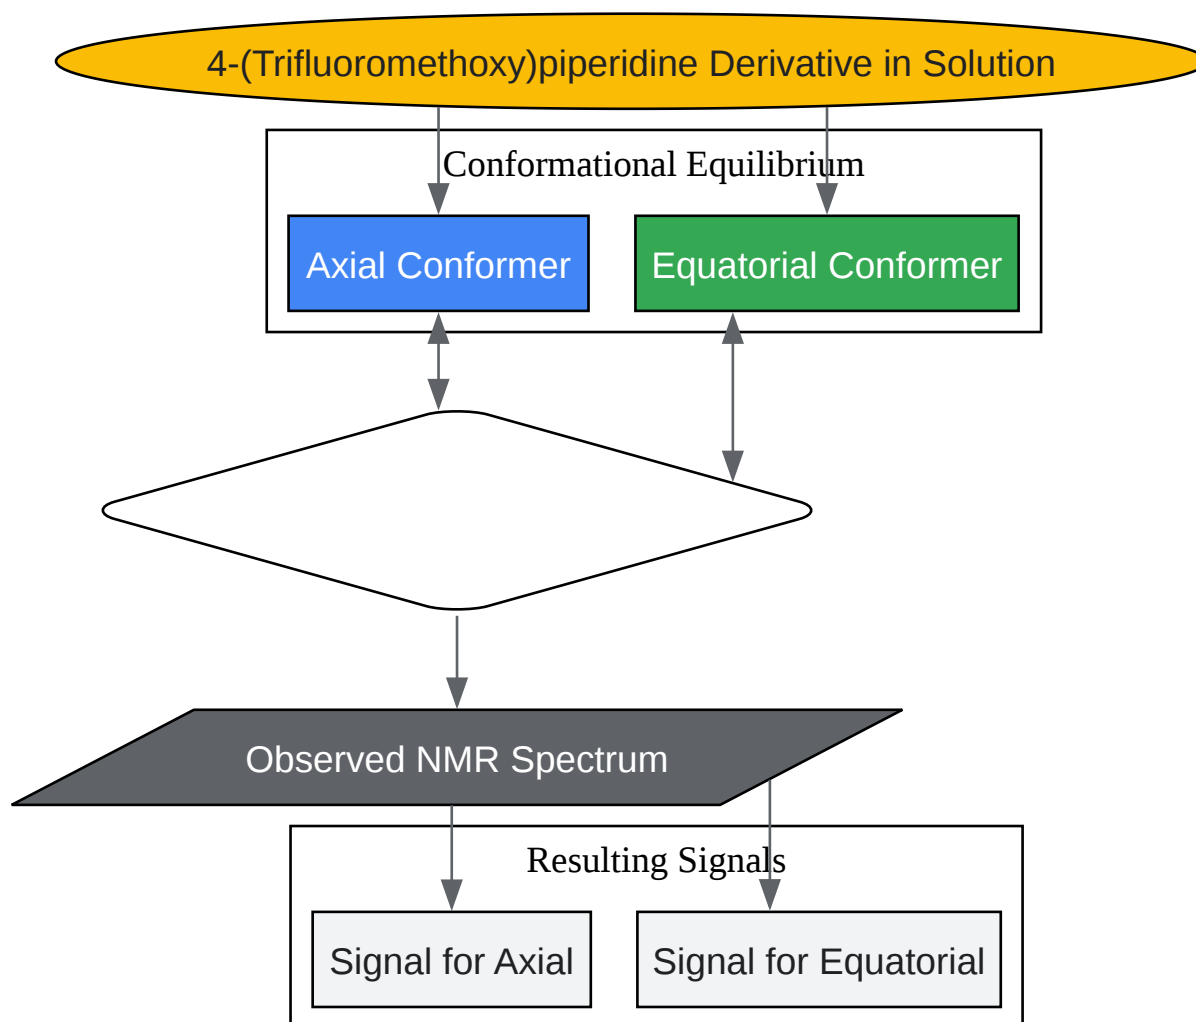 4-(Trifluoromethoxy)piperidine Derivative in Solution
Conformational Equilibrium
Axial Conformer
Equatorial Conformer
Observed NMR Spectrum
Resulting Signals
Signal for Axial
Signal for Equatorial